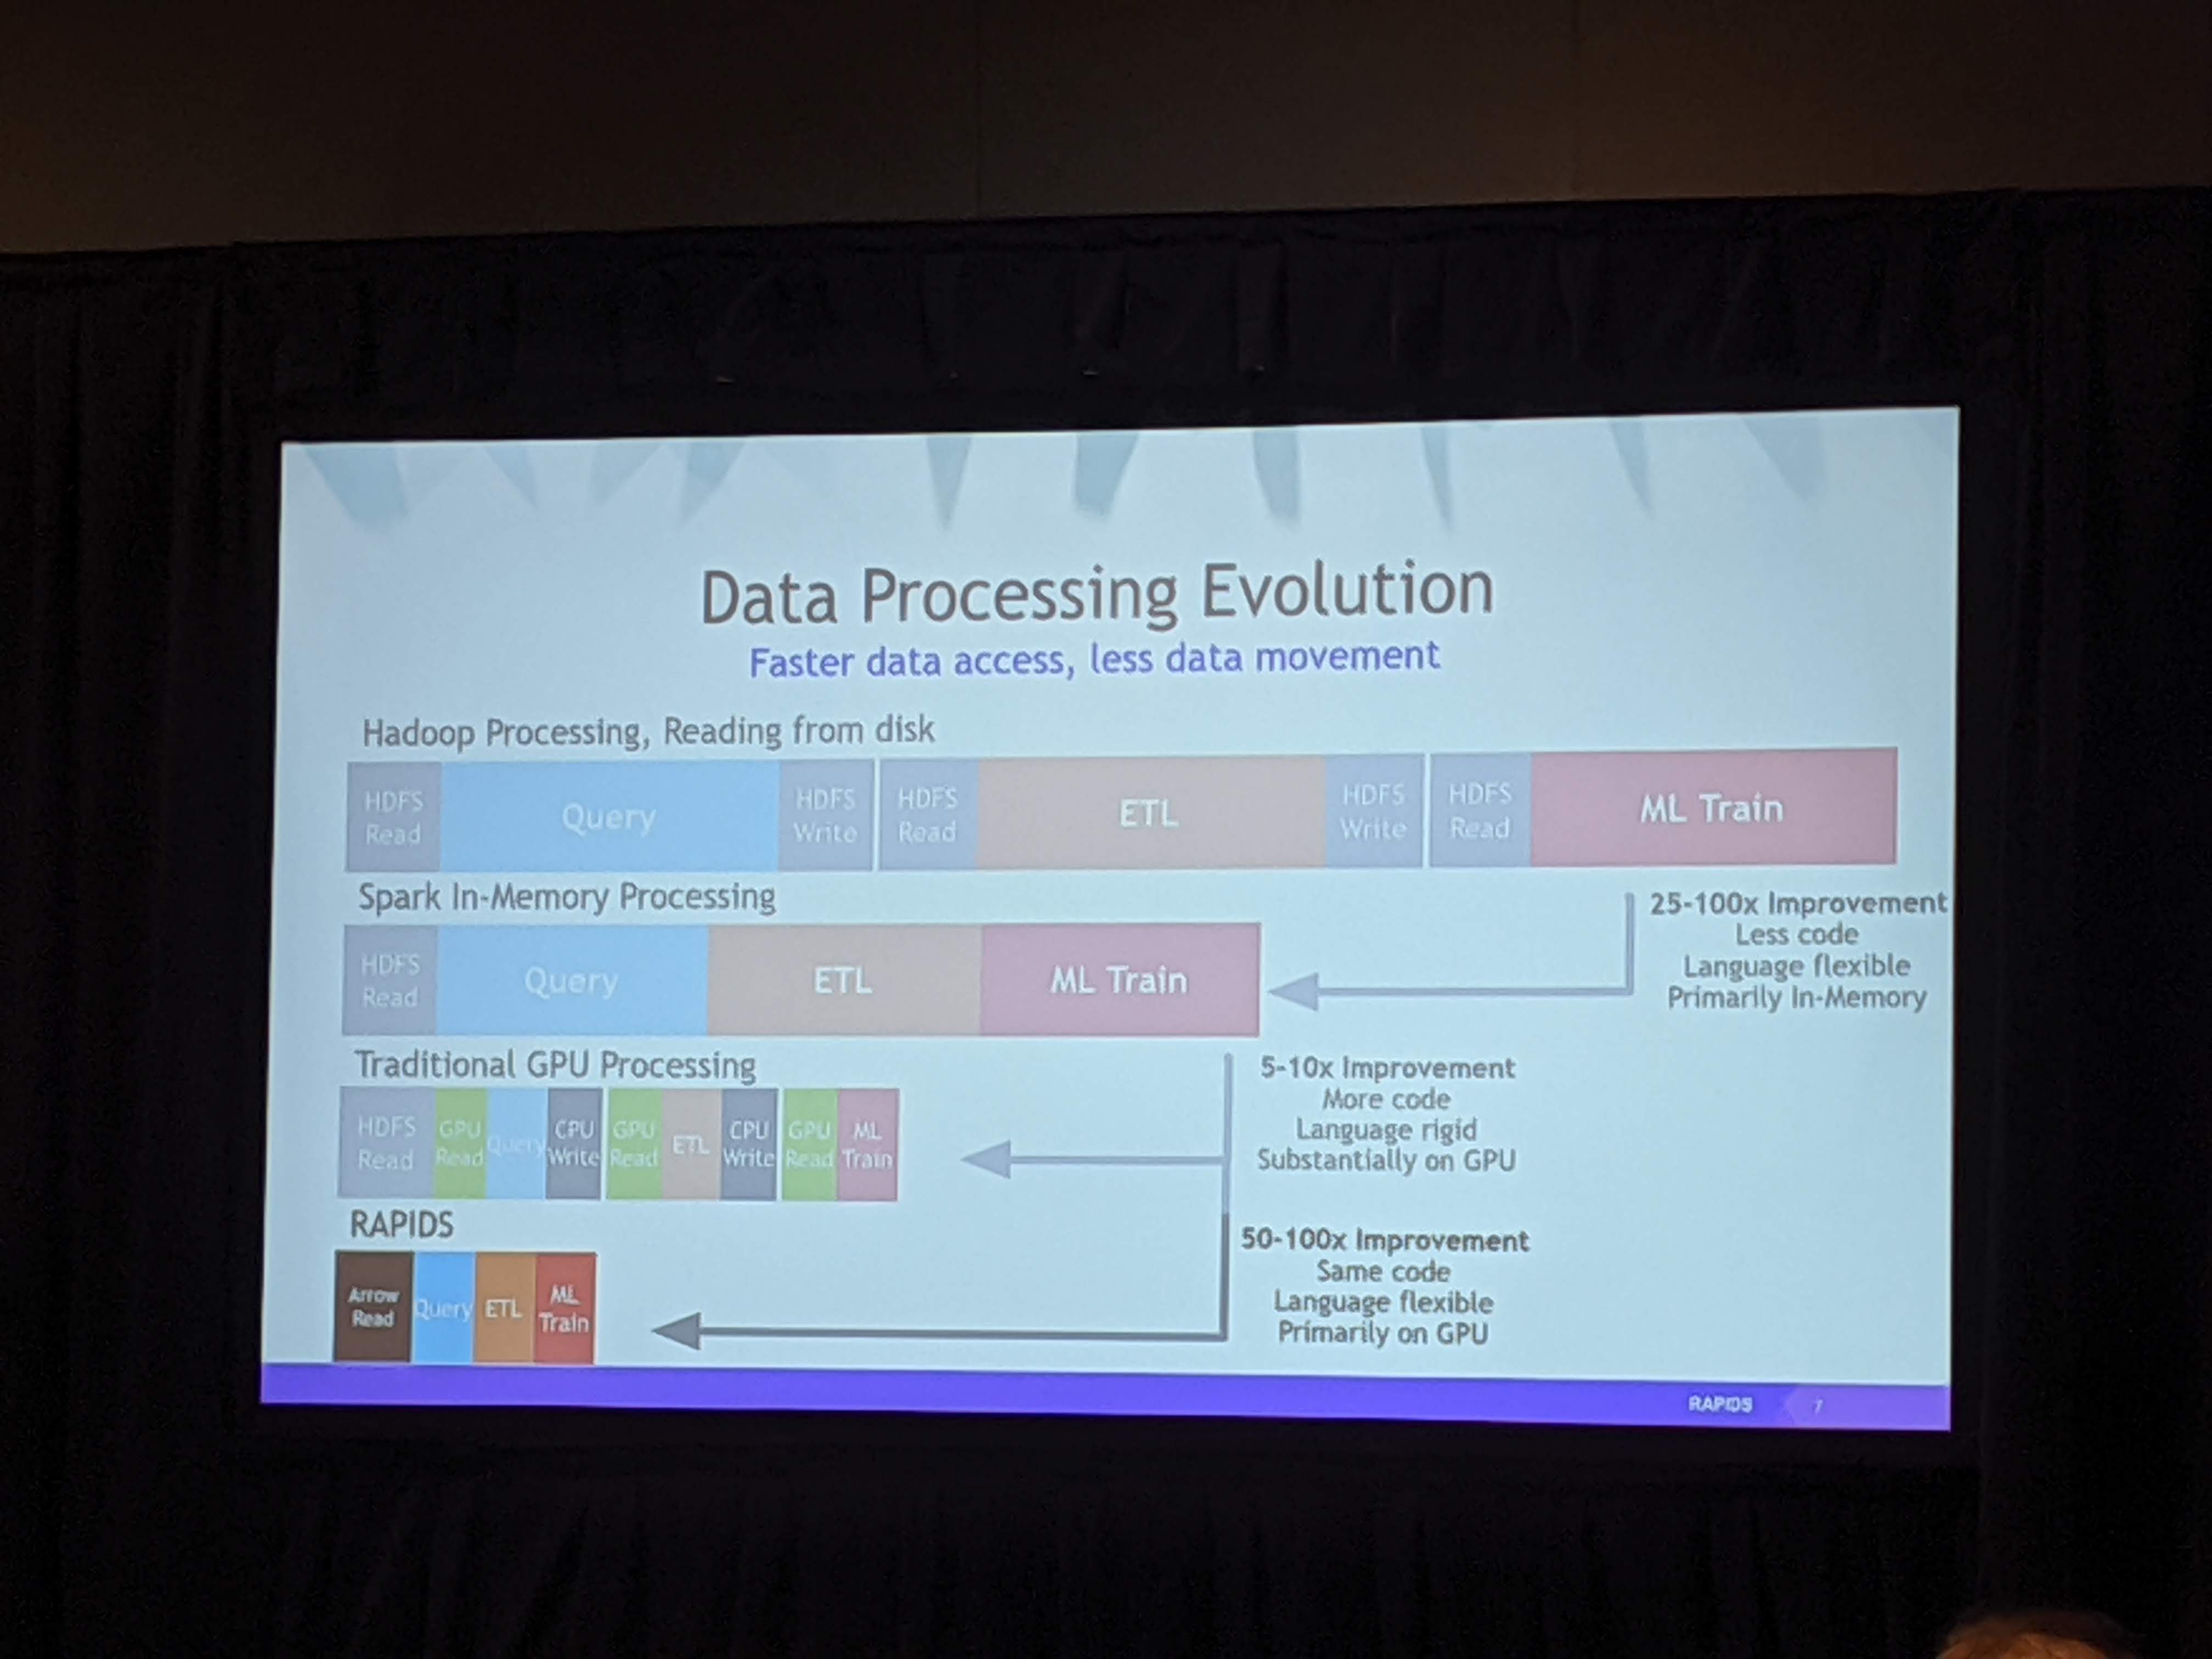 Data Processing Evolution
Faster data access, less data movement
Hadoop Processing, Reading from disk
HDFS
Read
Query
HDFS
Write
HDFS
Read
ETL
HDFS
Write
HDFS
Read
ML Train
Spark In-Memory Processing
HDFS
Read
Query
ETL
ML Train
25-100x Improvement
Less code
Language flexible
Primarily In-Memory
Traditional GPU Processing
HDFS
Read
GPU
Read
Query
CPU
Write
GPU
Read
ETL
CPU
Write
GPU
Read
ML
Train
5-10x Improvement
More code
Language rigid
Substantially on GPU
RAPIDS
Arrow
Read
Query
ETL
ML
Train
50-100x Improvement
Same code
Language flexible
Primarily on GPU
RAPIDS
7